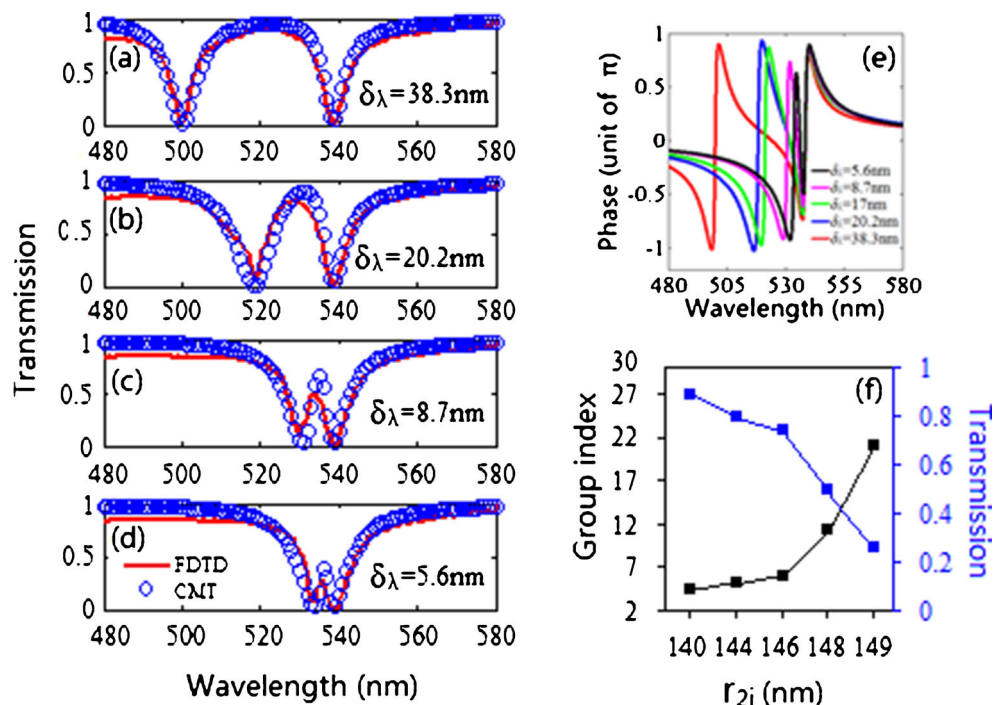 Transmission
1
0.5
0
(a)
δλ=38.3nm
480 500 520 540 560 580
1
C.5
0
(b)
δλ=20.2nm
480 500 520 540 560 580
1
0.5
0
(c)
δλ=8.7nm
480 500 520 540 560 580
1
0.5
0
(d)
FDTD
CMT
δλ=5.6nm
480 500 520 540 560 580
Wavelength (nm)
Phase (unit of π)
1
0.5
0
-0.5
-1
(e)
δλ=5.6nm
δλ=8.7nm
δλ=17nm
δλ=20.2nm
δλ=38.3nm
480 505 530 555 580
Wavelength (nm)
Group index
30
27
22
17
12
7
2
(f)
1
0.8
0.6
0.4
0.2
0
Transmission
140 144 146 148 149
r2i (nm)